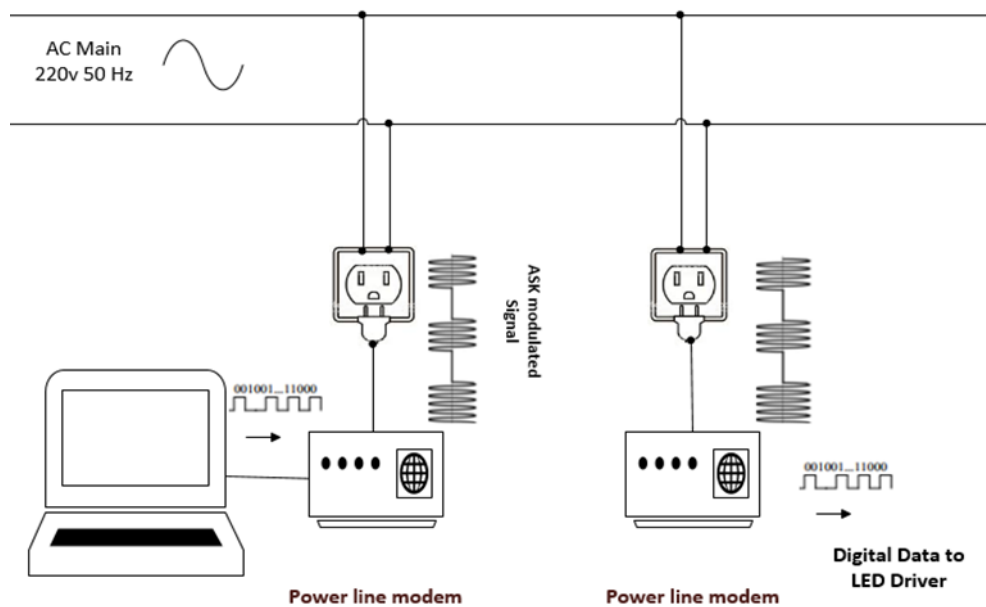 AC Main
220v 50 Hz
ASK modulated
Signal
001001...11000
001001...11000
Digital Data to
LED Driver
Power line modem
Power line modem